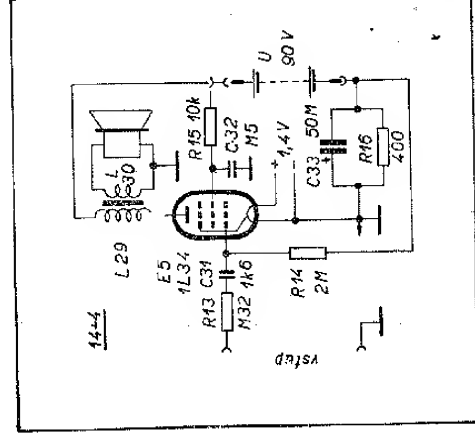 14-4
L29
L
30
E5
1L34
R15 10k
C32
M5
U
90V
+ 1,4V
C31
1k6
R13
M32
R14
2M
C33 50M
+
R16
400
vstup